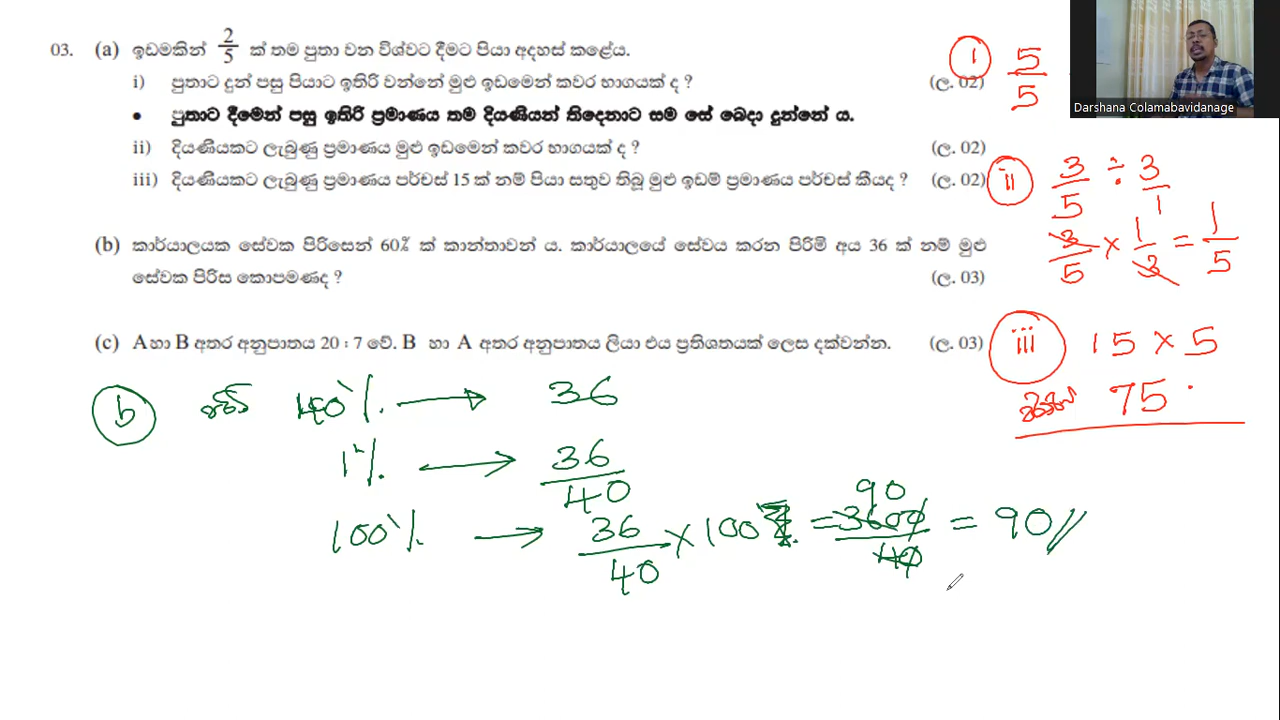 03. (a) ඉඩමකින් 2/5 ක් තම පුතා වන විශ්වට දීමට පියා අදහස් කළේය.
i) පුතාට දුන් පසු පියාට ඉතිරි වන්නේ මුළු ඉඩමෙන් කවර භාගයක් ද ? (ල. 02)
• පුතාට දීමෙන් පසු ඉතිරි ප්‍රමාණය තම දියණියන් තිදෙනාට සම සේ බෙදා දුන්නේ ය.
ii) දියණියකට ලැබුණු ප්‍රමාණය මුළු ඉඩමෙන් කවර භාගයක් ද ? (ල. 02)
iii) දියණියකට ලැබුණු ප්‍රමාණය පර්චස් 15 ක් නම් පියා සතුව තිබූ මුළු ඉඩම් ප්‍රමාණය පර්චස් කීයද ? (ල. 02)
(b) කාර්යාලයක සේවක පිරිසෙන් 60% ක් කාන්තාවන් ය. කාර්යාලයේ සේවය කරන පිරිමි අය 36 ක් නම් මුළු
සේවක පිරිස කොපමණද ? (ල. 03)
(c) A හා B අතර අනුපාතය 20 : 7 වේ. B හා A අතර අනුපාතය ලියා එය ප්‍රතිශතයක් ලෙස දක්වන්න. (ල. 03)
i 5/5
Darshana Colamabavidanage
ii 3/5 ÷ 3/1
3/5 × 1/3 = 1/5
iii 15 × 5
75
b 40% → 36
1% → 36/40
100% → 36/40 × 100 = 3600/40 = 90
90